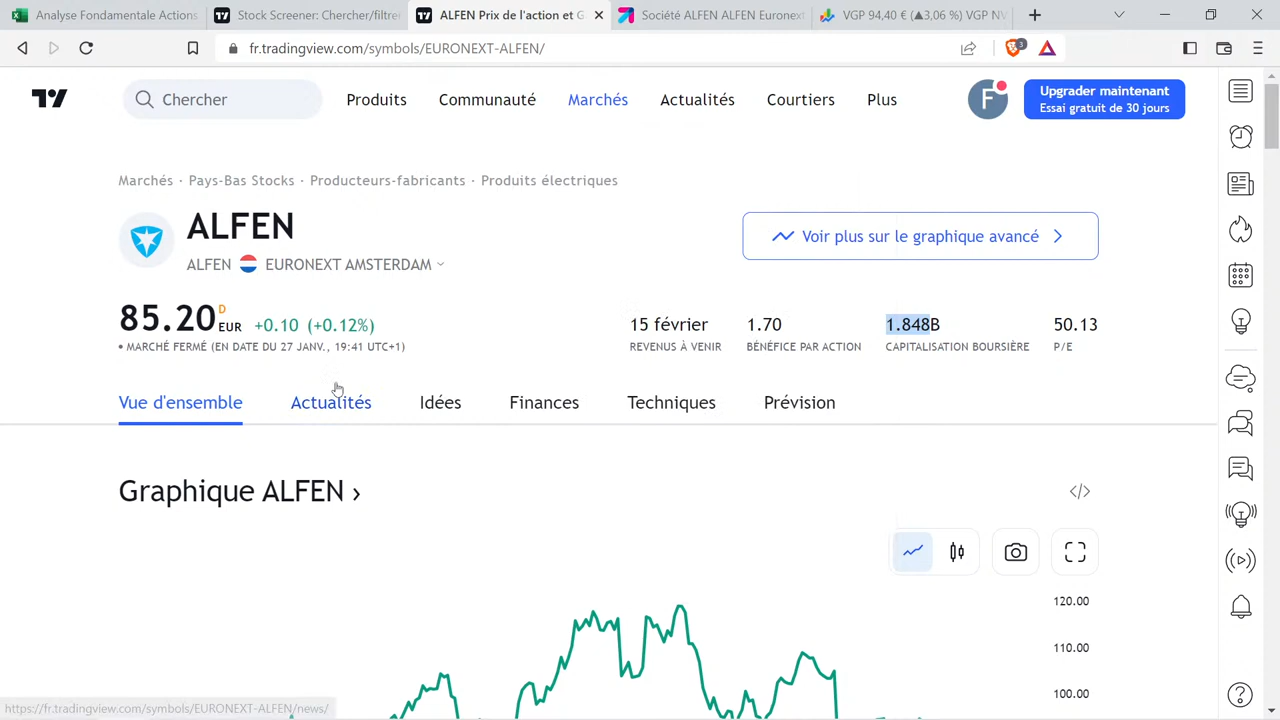 Analyse Fondamentale Actions
Stock Screener: Chercher/filtrer
ALFEN Prix de l'action et G
Société ALFEN ALFEN Euronext
VGP 94,40 € (▲3,06 %) VGP NV
fr.tradingview.com/symbols/EURONEXT-ALFEN/
3
Chercher
Produits
Communauté
Marchés
Actualités
Courtiers
Plus
F
Upgrader maintenant
Essai gratuit de 30 jours
Marchés · Pays-Bas Stocks · Producteurs-fabricants · Produits électriques
ALFEN
ALFEN EURONEXT AMSTERDAM
Voir plus sur le graphique avancé
85.20 D EUR +0.10 (+0.12%)
• MARCHÉ FERMÉ (EN DATE DU 27 JANV., 19:41 UTC+1)
15 février
REVENUS À VENIR
1.70
BÉNÉFICE PAR ACTION
1.848B
CAPITALISATION BOURSIÈRE
50.13
P/E
Vue d'ensemble
Actualités
Idées
Finances
Techniques
Prévision
Graphique ALFEN ›
</>
120.00
110.00
100.00
https://fr.tradingview.com/symbols/EURONEXT-ALFEN/news/